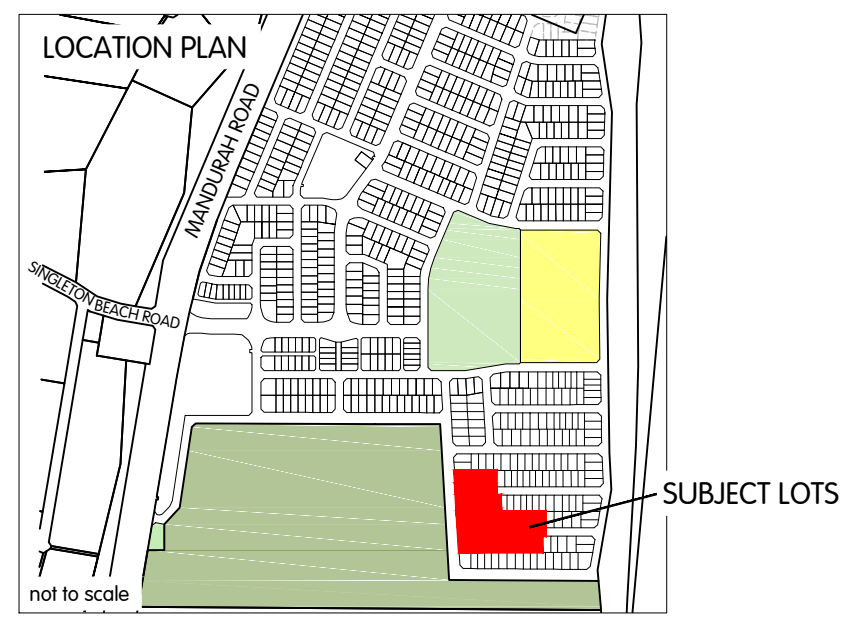 LOCATION PLAN
MANDURAH ROAD
SINGLETON BEACH ROAD
SUBJECT LOTS
not to scale